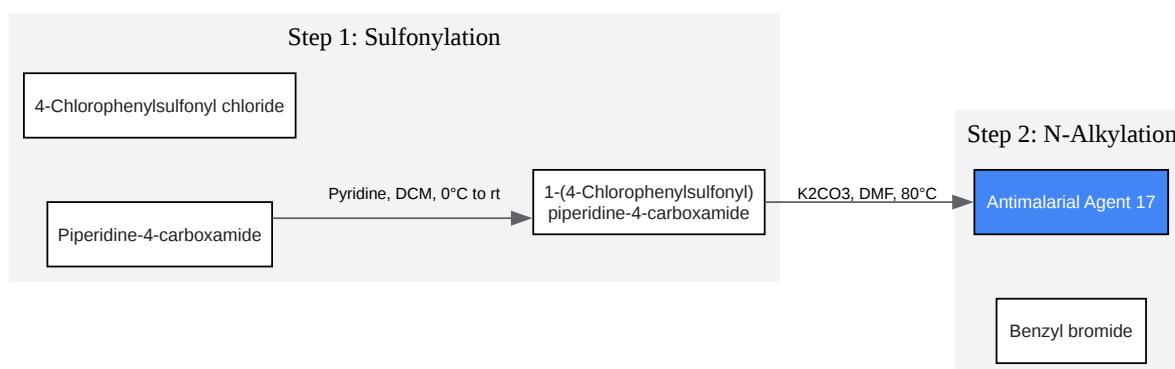 Step 1: Sulfonylation
4-Chlorophenylsulfonyl chloride
Piperidine-4-carboxamide
Pyridine, DCM, 0°C to rt
1-(4-Chlorophenylsulfonyl)
piperidine-4-carboxamide
K2CO3, DMF, 80°C
Step 2: N-Alkylation
Antimalarial Agent 17
Benzyl bromide